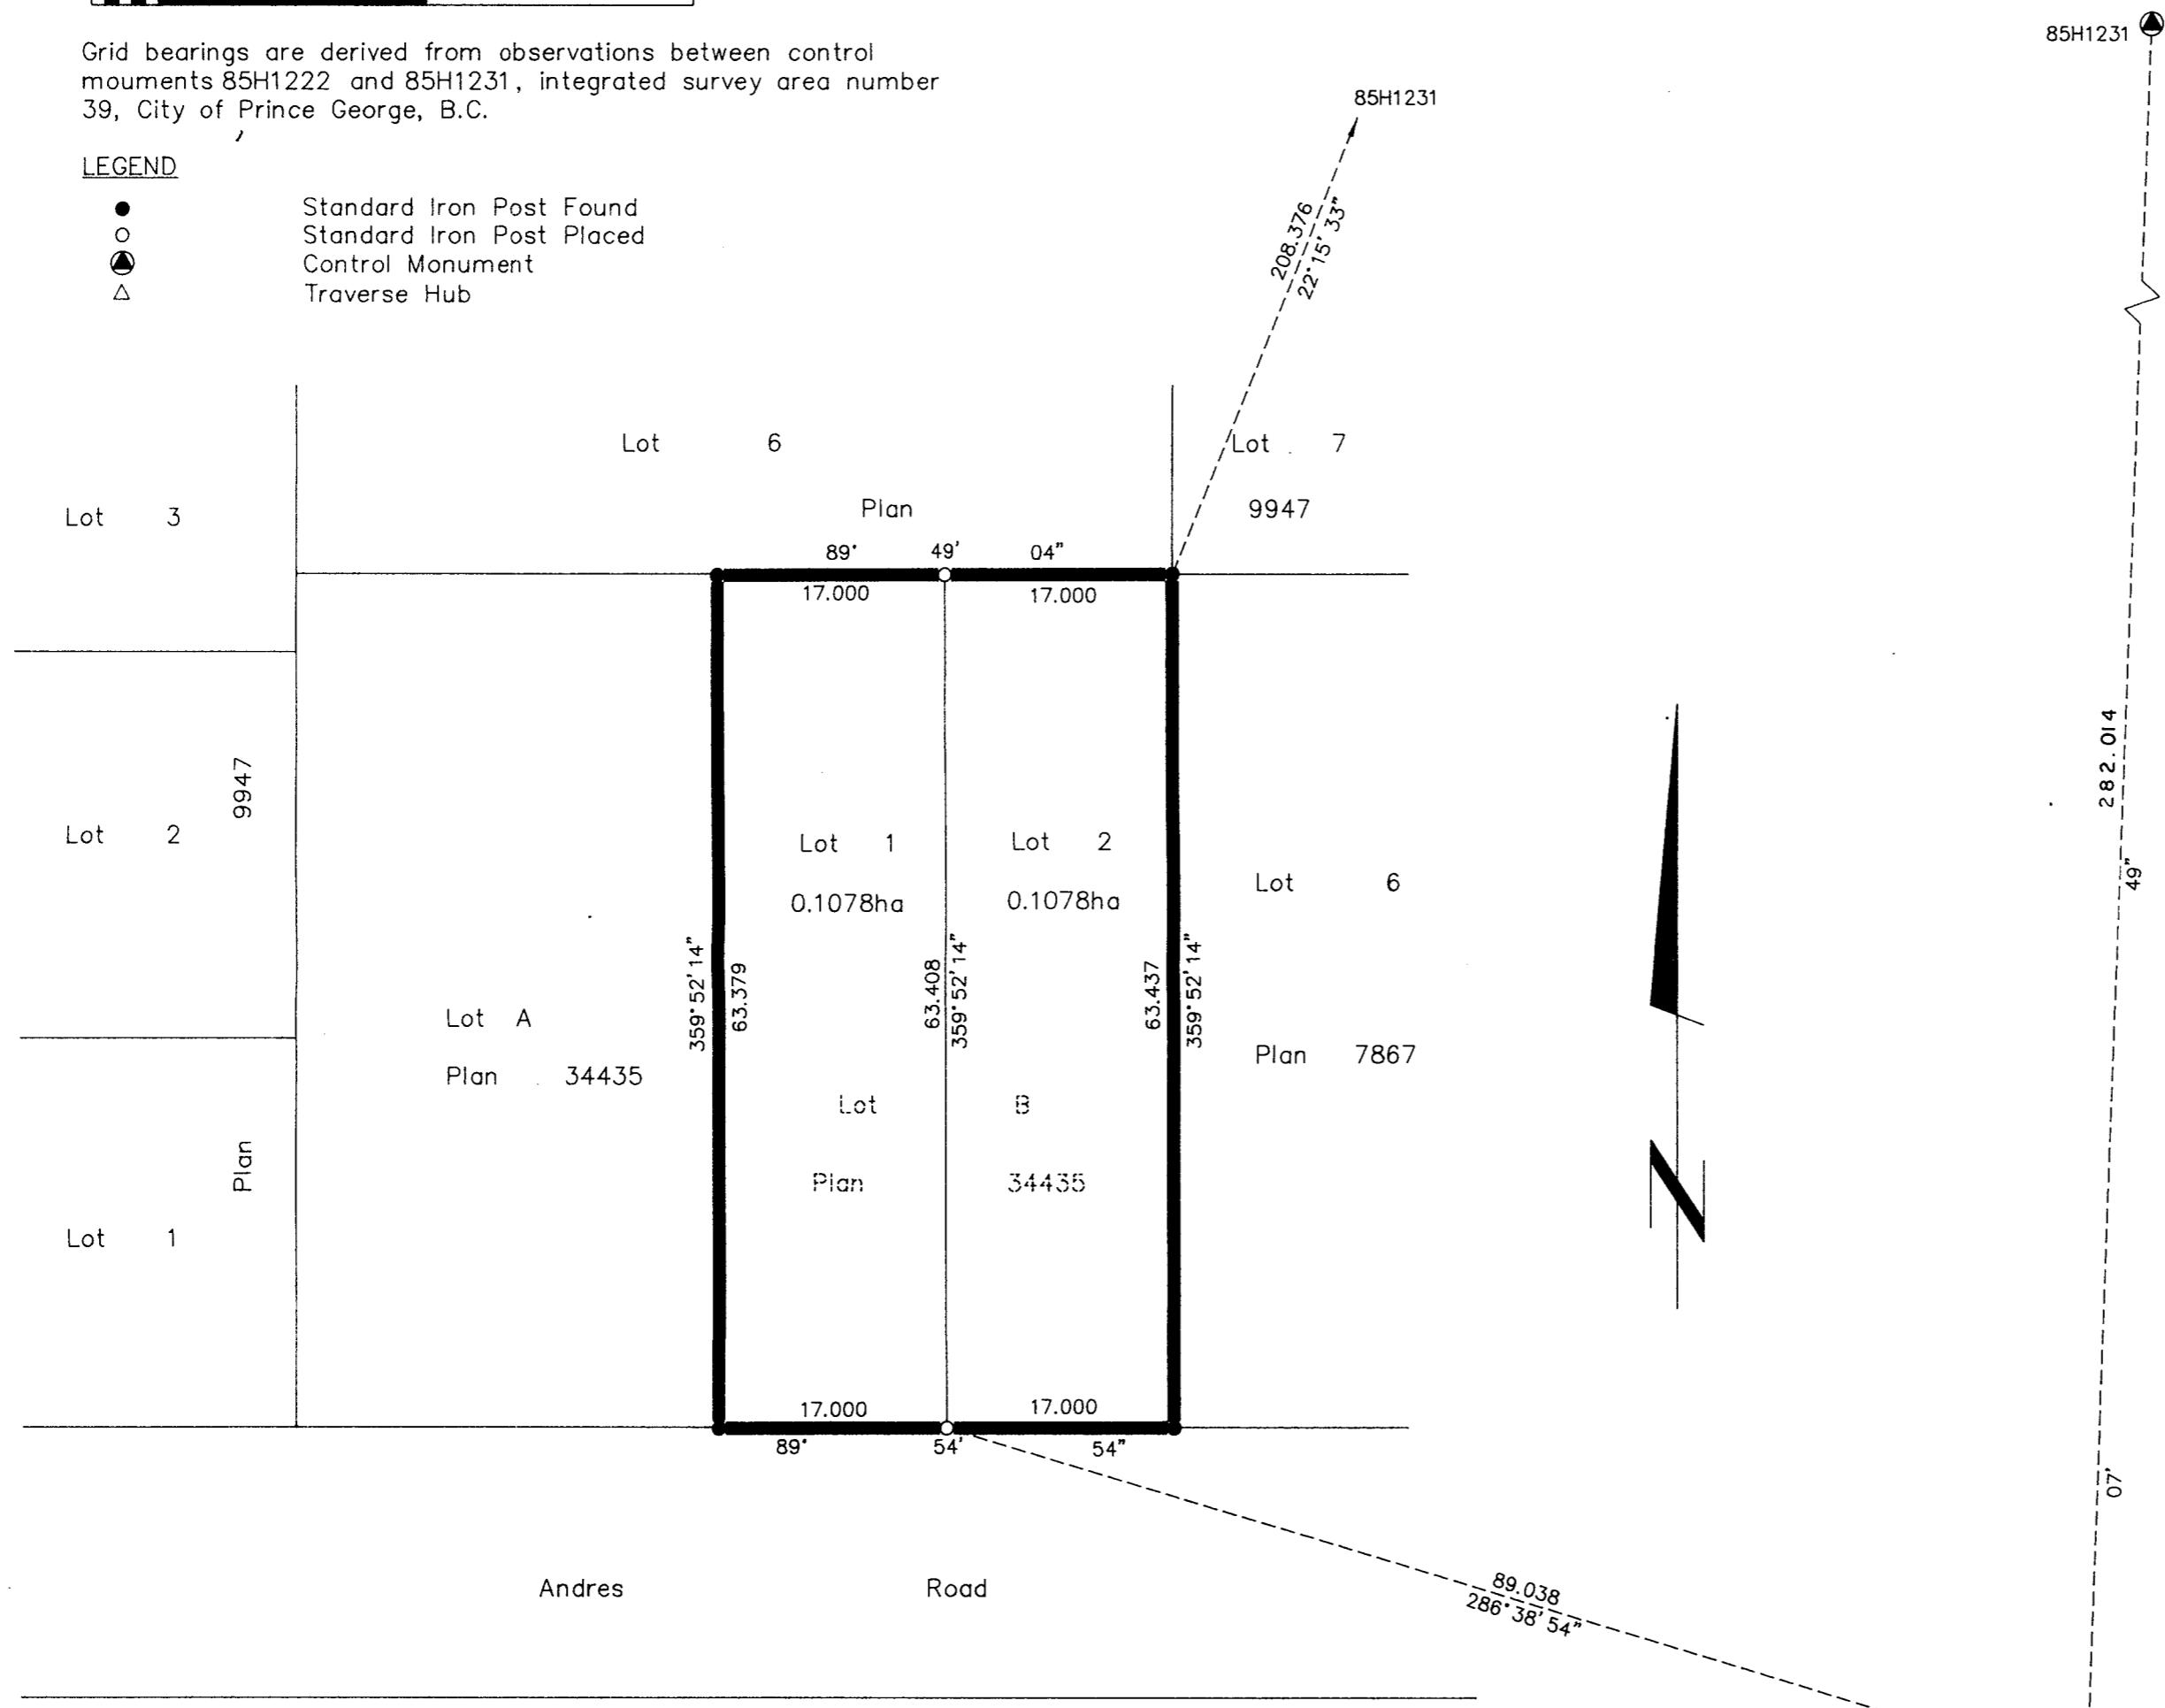 Grid bearings are derived from observations between control
mouments 85H1222 and 85H1231, integrated survey area number
39, City of Prince George, B.C.
LEGEND
Standard Iron Post Found
Standard Iron Post Placed
Control Monument
Traverse Hub
85H1231
85H1231
208.376
22°15'33"
Lot 6
Lot 7
Lot 3
Plan
9947
89° 49' 04"
17.000 17.000
282.014
49"
07'
9947
Plan
Lot 2
Lot 1
Lot 1
0.1078ha
Lot 2
0.1078ha
Lot 6
Plan 7867
359°52'14"
63.379
63.408
359°52'14"
63.437
359°52'14"
Lot A
Plan 34435
Lot B
Plan 34435
N
17.000 17.000
89° 54' 54"
89.038
286°38'54"
Andres Road